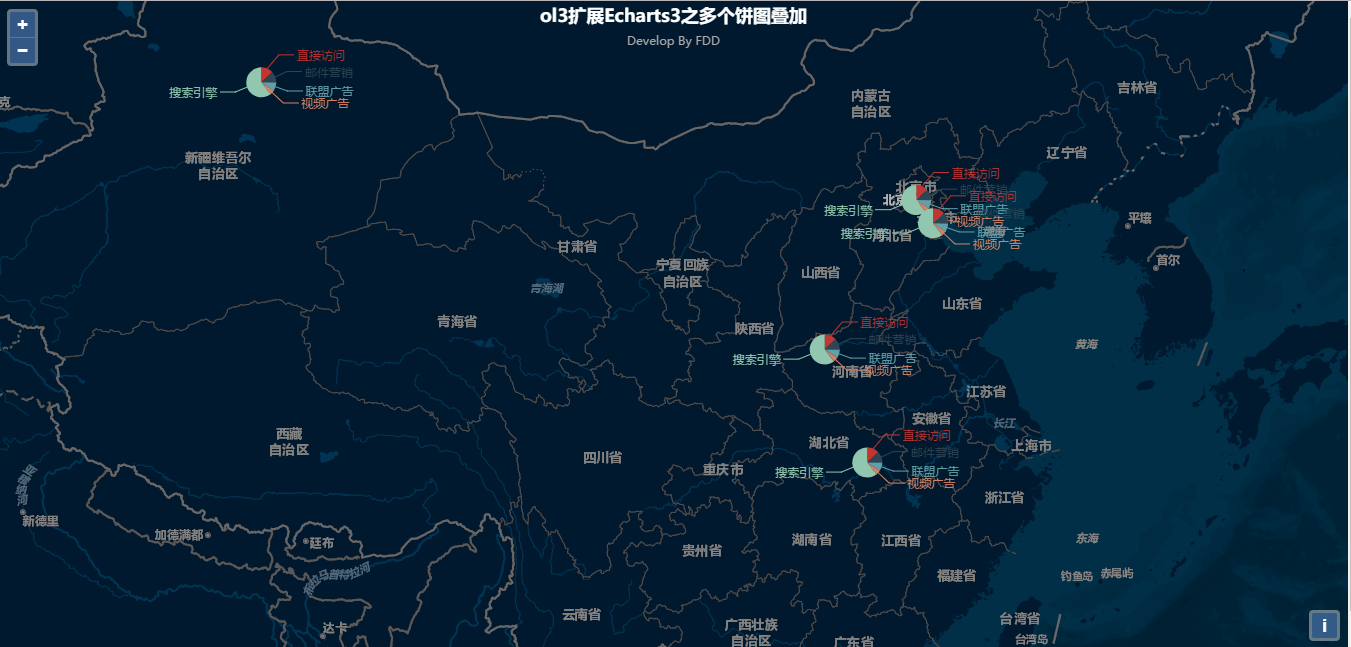 ol3扩展Echarts3之多个饼图叠加
Develop By FDD
+
−
直接访问
邮件营销
联盟广告
视频广告
搜索引擎
克
新疆维吾尔
自治区
内蒙古
自治区
吉林省
辽宁省
北京市
直接访问
邮件营销
联盟广告
视频广告
搜索引擎
直接访问
联盟广告
视频广告
搜索引擎
河北省
平壤
首尔
甘肃省
宁夏回族
自治区
山西省
青海湖
山东省
青海省
陕西省
直接访问
邮件营销
联盟广告
视频广告
搜索引擎
河南省
黄海
江苏省
安徽省
长江
上海市
西藏
自治区
四川省
重庆市
湖北省
直接访问
邮件营销
联盟广告
视频广告
搜索引擎
浙江省
新德里
加德满都
廷布
贵州省
湖南省
江西省
东海
福建省
钓鱼岛
赤尾屿
达卡
云南省
广西壮族
自治区
广东省
台湾省
台湾岛
i